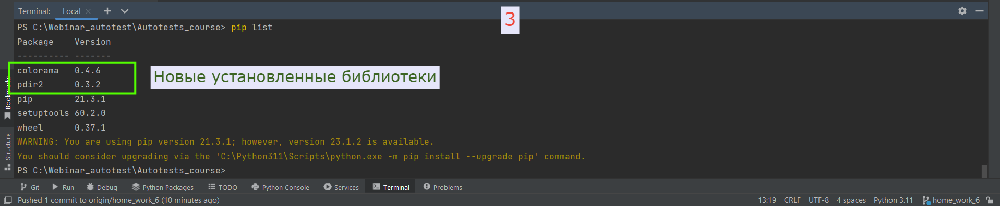 Terminal: Local
3
PS C:\Webinar_autotest\Autotests_course> pip list
Package    Version
---------- -------
colorama   0.4.6
pdir2      0.3.2
Новые установленные библиотеки
pip        21.3.1
setuptools 60.2.0
wheel      0.37.1
WARNING: You are using pip version 21.3.1; however, version 23.1.2 is available.
You should consider upgrading via the 'C:\Python311\Scripts\python.exe -m pip install --upgrade pip' command.
PS C:\Webinar_autotest\Autotests_course>
Bookmarks
Structure
Git Run Debug Python Packages TODO Python Console Services Terminal Problems
Pushed 1 commit to origin/home_work_6 (10 minutes ago) 13:19 CRLF UTF-8 4 spaces Python 3.11 home_work_6